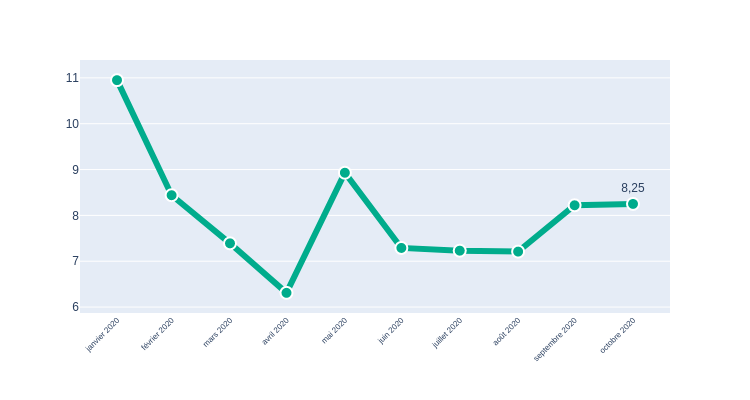 11
10
9
8
7
6
8,25
janvier 2020
février 2020
mars 2020
avril 2020
mai 2020
juin 2020
juillet 2020
août 2020
septembre 2020
octobre 2020